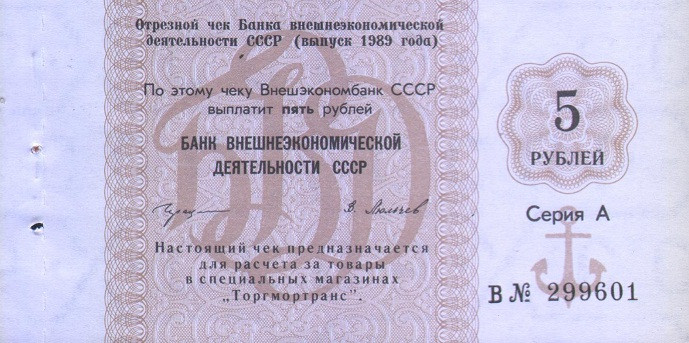 Отрезной чек Банка внешнеэкономической
деятельности СССР (выпуск 1989 года)
По этому чеку Внешэкономбанк СССР
выплатит пять рублей
БАНК ВНЕШНЕЭКОНОМИЧЕСКОЙ
ДЕЯТЕЛЬНОСТИ СССР
Настоящий чек предназначается
для расчета за товары
в специальных магазинах
„Торгмортранс".
5
РУБЛЕЙ
Серия А
В № 299601